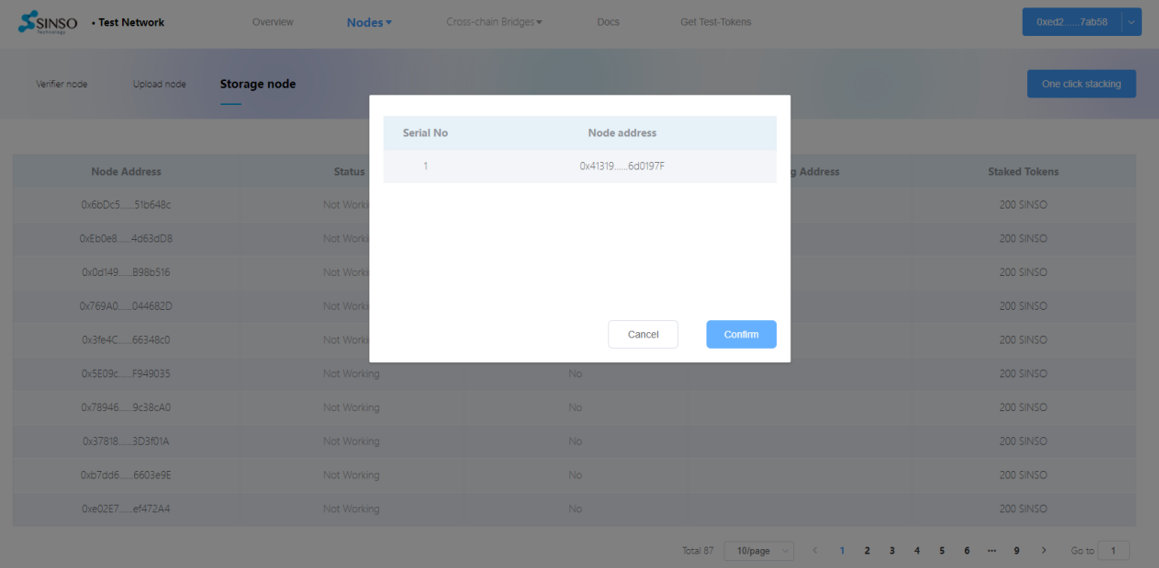 SINSO Technology • Test Network Overview Nodes Cross-chain Bridges Docs Get Test-Tokens 0xed2......7ab58
Verifier node Upload node Storage node One click stacking
Serial No Node address
1 0x41319......6d0197F
Cancel Confirm
Node Address Status g Address Staked Tokens
0x6bDc5......51b648c Not Worki 200 SINSO
0xEb0e8......4d63dD8 Not Worki 200 SINSO
0x0d149......B98b516 Not Worki 200 SINSO
0x769A0......044682D Not Worki 200 SINSO
0x3fe4C......66348c0 Not Worki 200 SINSO
0x5E09c......F949035 Not Working No 200 SINSO
0x78946......9c38cA0 Not Working No 200 SINSO
0x37818......3D3f01A Not Working No 200 SINSO
0xb7dd6......6603e9E Not Working No 200 SINSO
0xe02E7......ef472A4 Not Working No 200 SINSO
Total 87 10/page < 1 2 3 4 5 6 ... 9 > Go to 1